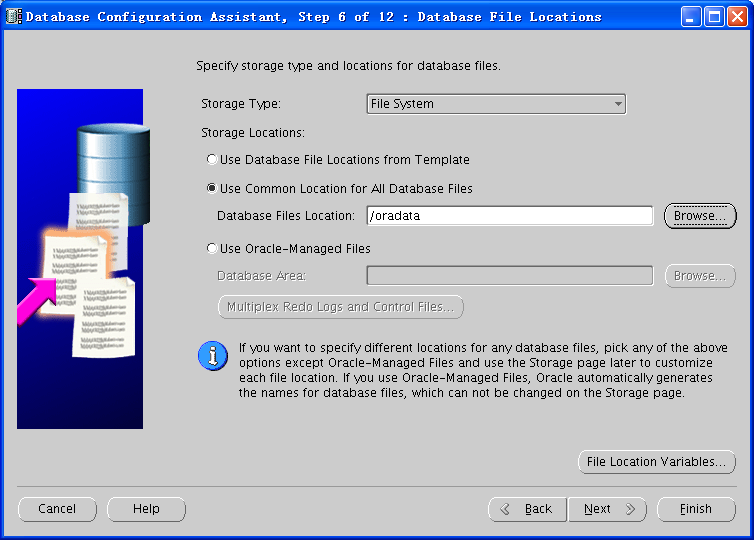 Database Configuration Assistant, Step 6 of 12 : Database File Locations
Specify storage type and locations for database files.
Storage Type: File System
Storage Locations:
Use Database File Locations from Template
Use Common Location for All Database Files
Database Files Location: /oradata Browse...
Use Oracle-Managed Files
Database Area: Browse...
Multiplex Redo Logs and Control Files...
If you want to specify different locations for any database files, pick any of the above
options except Oracle-Managed Files and use the Storage page later to customize
each file location. If you use Oracle-Managed Files, Oracle automatically generates
the names for database files, which can not be changed on the Storage page.
File Location Variables...
Cancel Help Back Next Finish